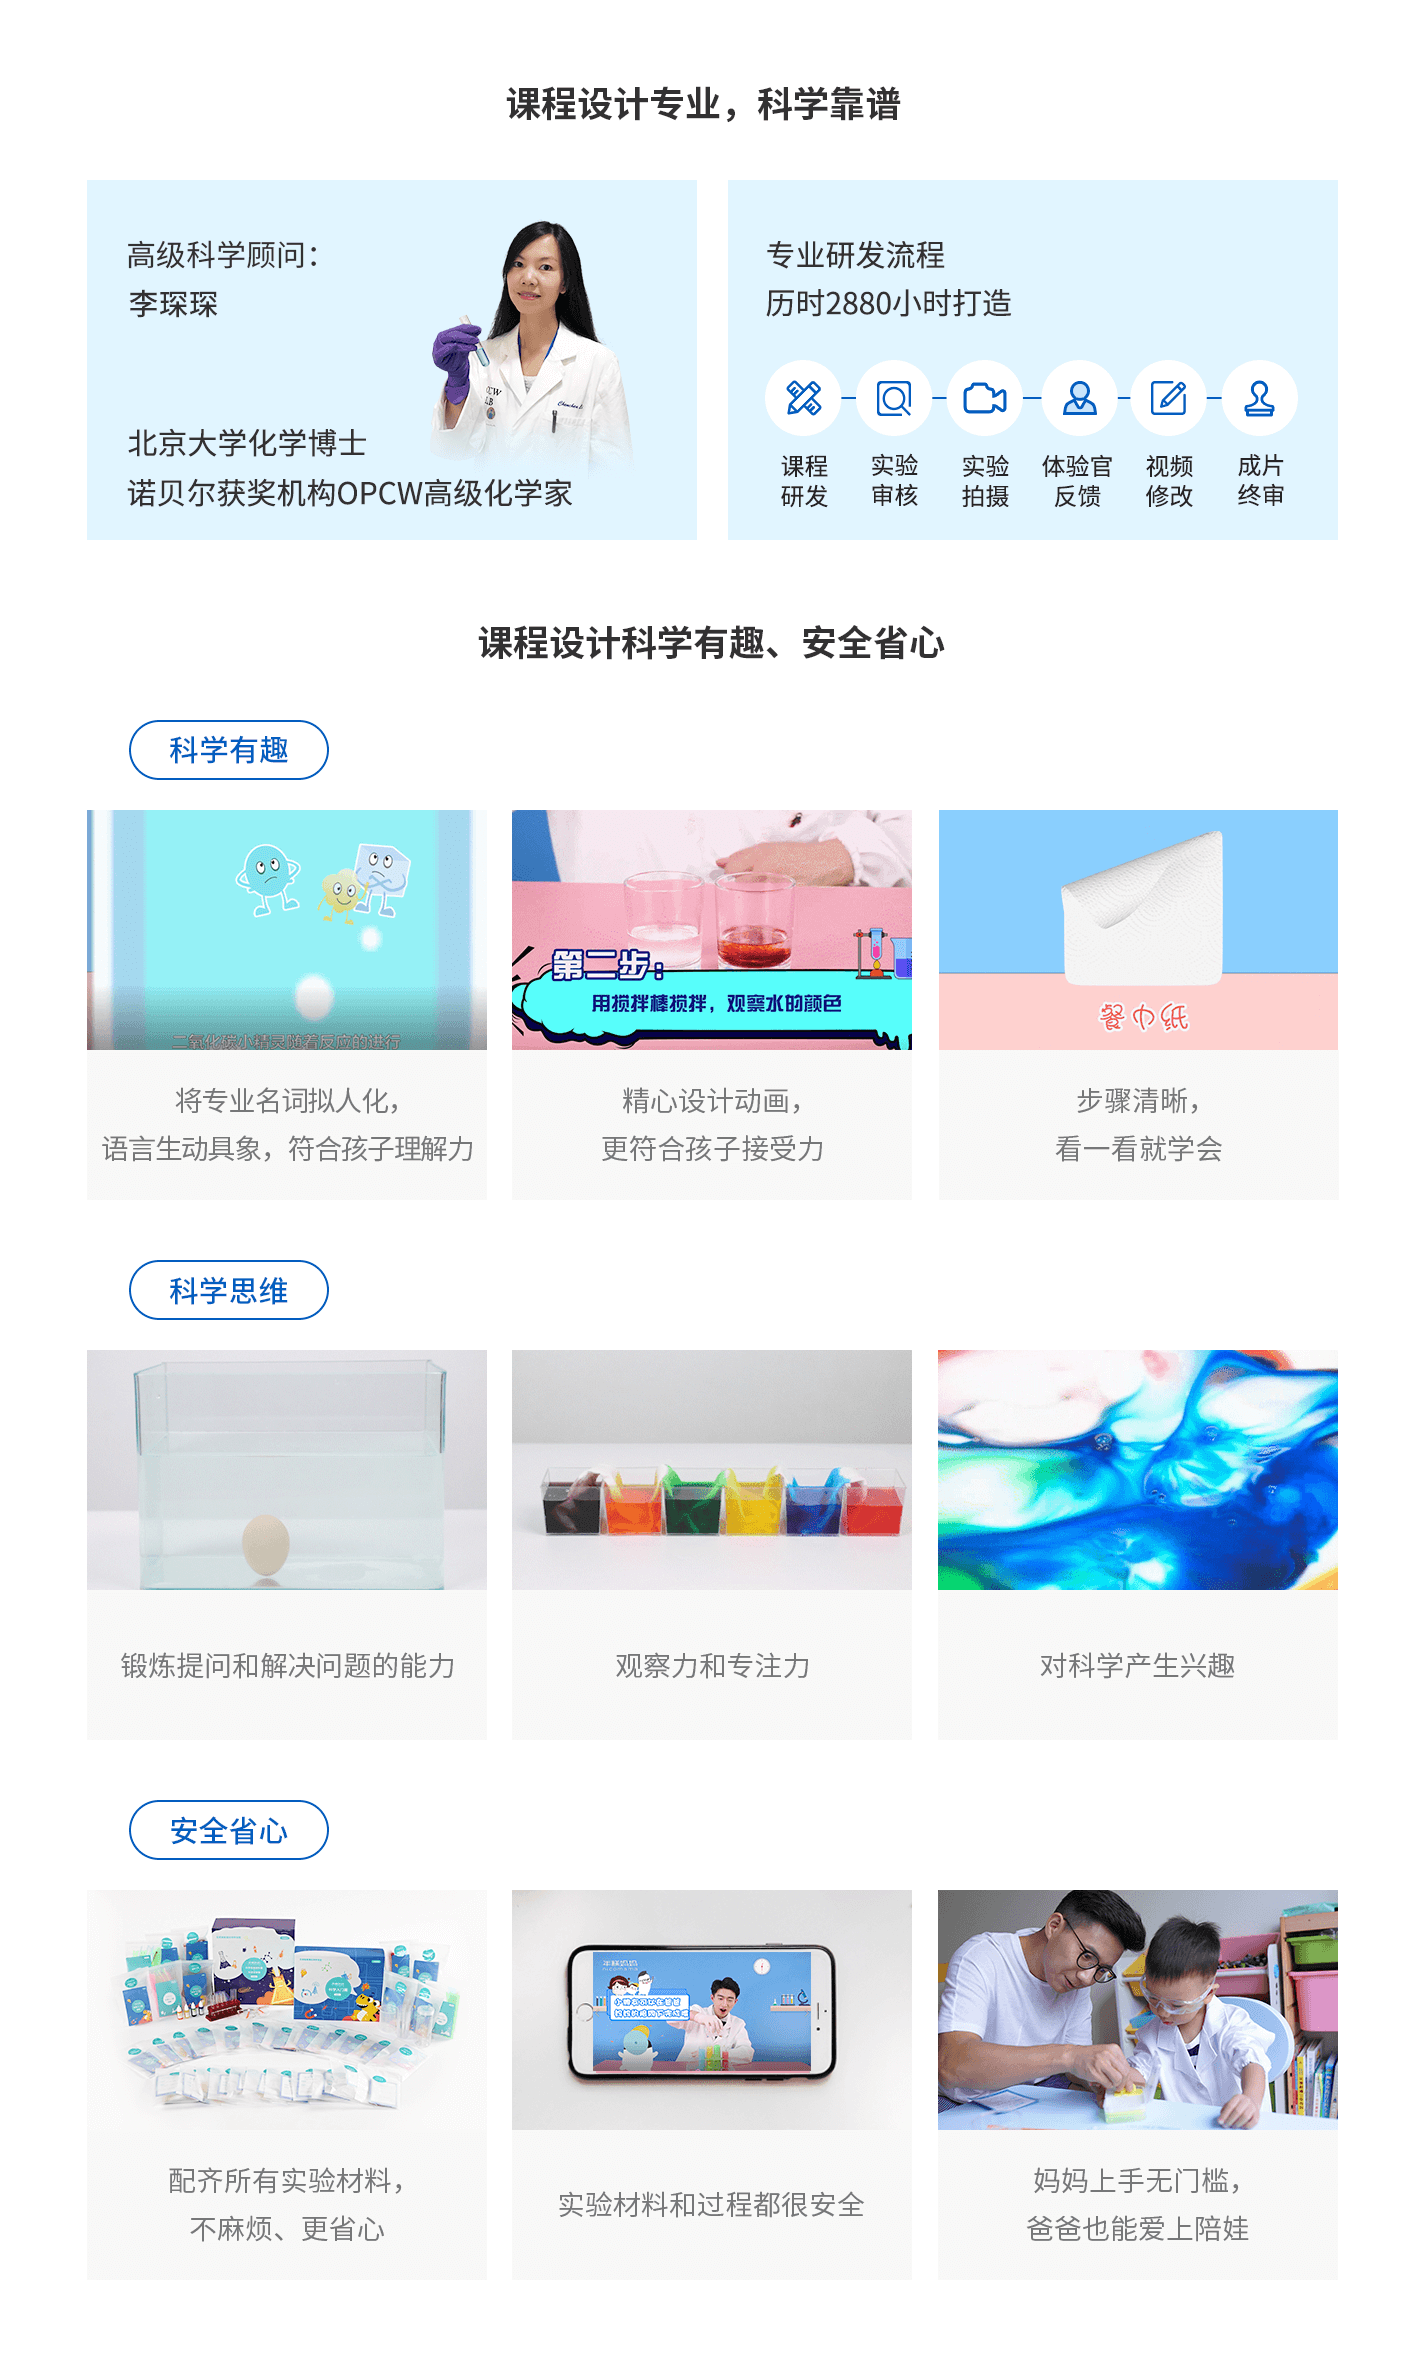 课程设计专业，科学靠谱
高级科学顾问：
李琛琛
北京大学化学博士
诺贝尔获奖机构OPCW高级化学家
专业研发流程
历时2880小时打造
课程
研发
实验
审核
实验
拍摄
体验官
反馈
视频
修改
成片
终审
课程设计科学有趣、安全省心
科学有趣
二氧化碳小精灵随着反应的进行
第二步：
用搅拌棒搅拌，观察水的颜色
餐巾纸
将专业名词拟人化，
语言生动具象，符合孩子理解力
精心设计动画，
更符合孩子接受力
步骤清晰，
看一看就学会
科学思维
锻炼提问和解决问题的能力
观察力和专注力
对科学产生兴趣
安全省心
年糕妈妈
配齐所有实验材料，
不麻烦、更省心
实验材料和过程都很安全
妈妈上手无门槛，
爸爸也能爱上陪娃